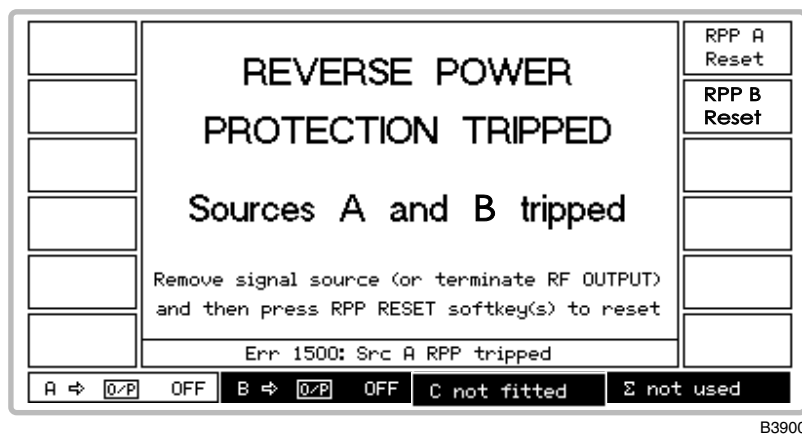 RPP A
Reset
RPP B
Reset
REVERSE POWER
PROTECTION TRIPPED
Sources A and B tripped
Remove signal source (or terminate RF OUTPUT)
and then press RPP RESET softkey(s) to reset
Err 1500: Src A RPP tripped
A ⇨ O/P OFF B ⇨ O/P OFF C not fitted Σ not used
B3900